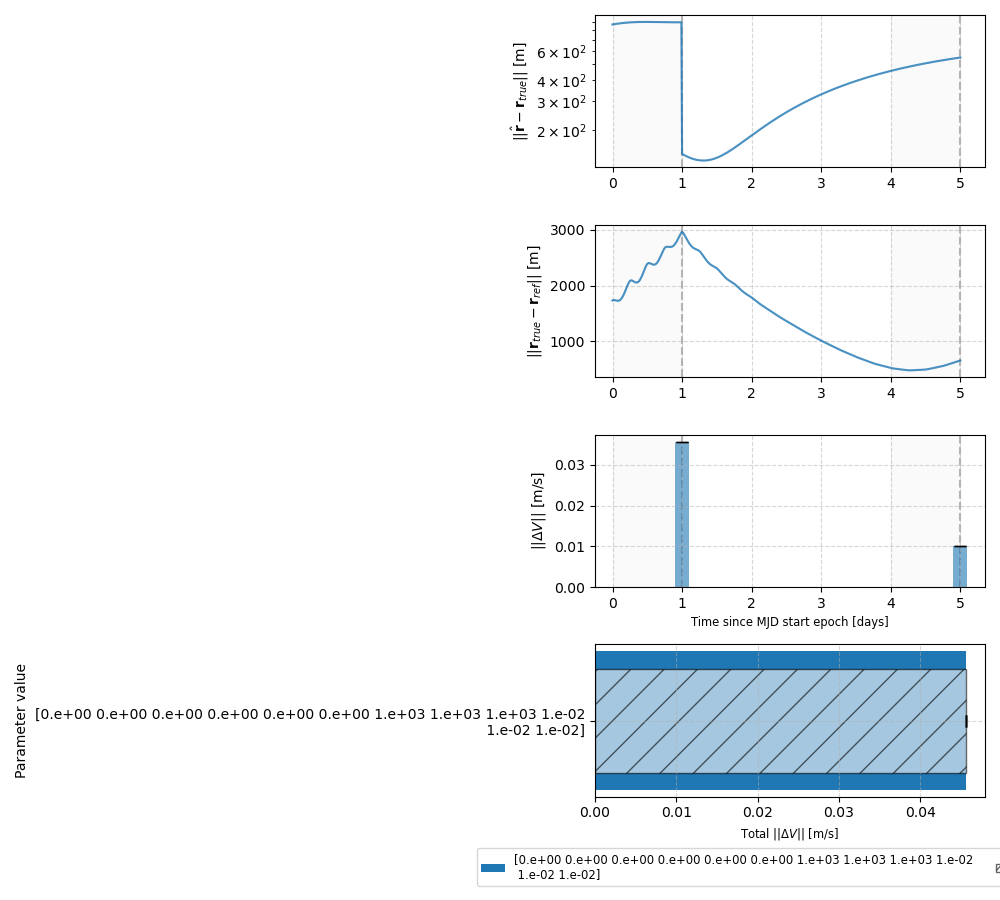 ||r̂ − r_true|| [m]
6 × 10²
4 × 10²
3 × 10²
2 × 10²
0 1 2 3 4 5
||r_true − r_ref|| [m]
3000
2000
1000
0 1 2 3 4 5
||ΔV|| [m/s]
0.03
0.02
0.01
0.00
0 1 2 3 4 5
Time since MJD start epoch [days]
Parameter value
[0.e+00 0.e+00 0.e+00 0.e+00 0.e+00 0.e+00 1.e+03 1.e+03 1.e+03 1.e-02
1.e-02 1.e-02]
0.00 0.01 0.02 0.03 0.04
Total ||ΔV|| [m/s]
[0.e+00 0.e+00 0.e+00 0.e+00 0.e+00 0.e+00 1.e+03 1.e+03 1.e+03 1.e-02
1.e-02 1.e-02]